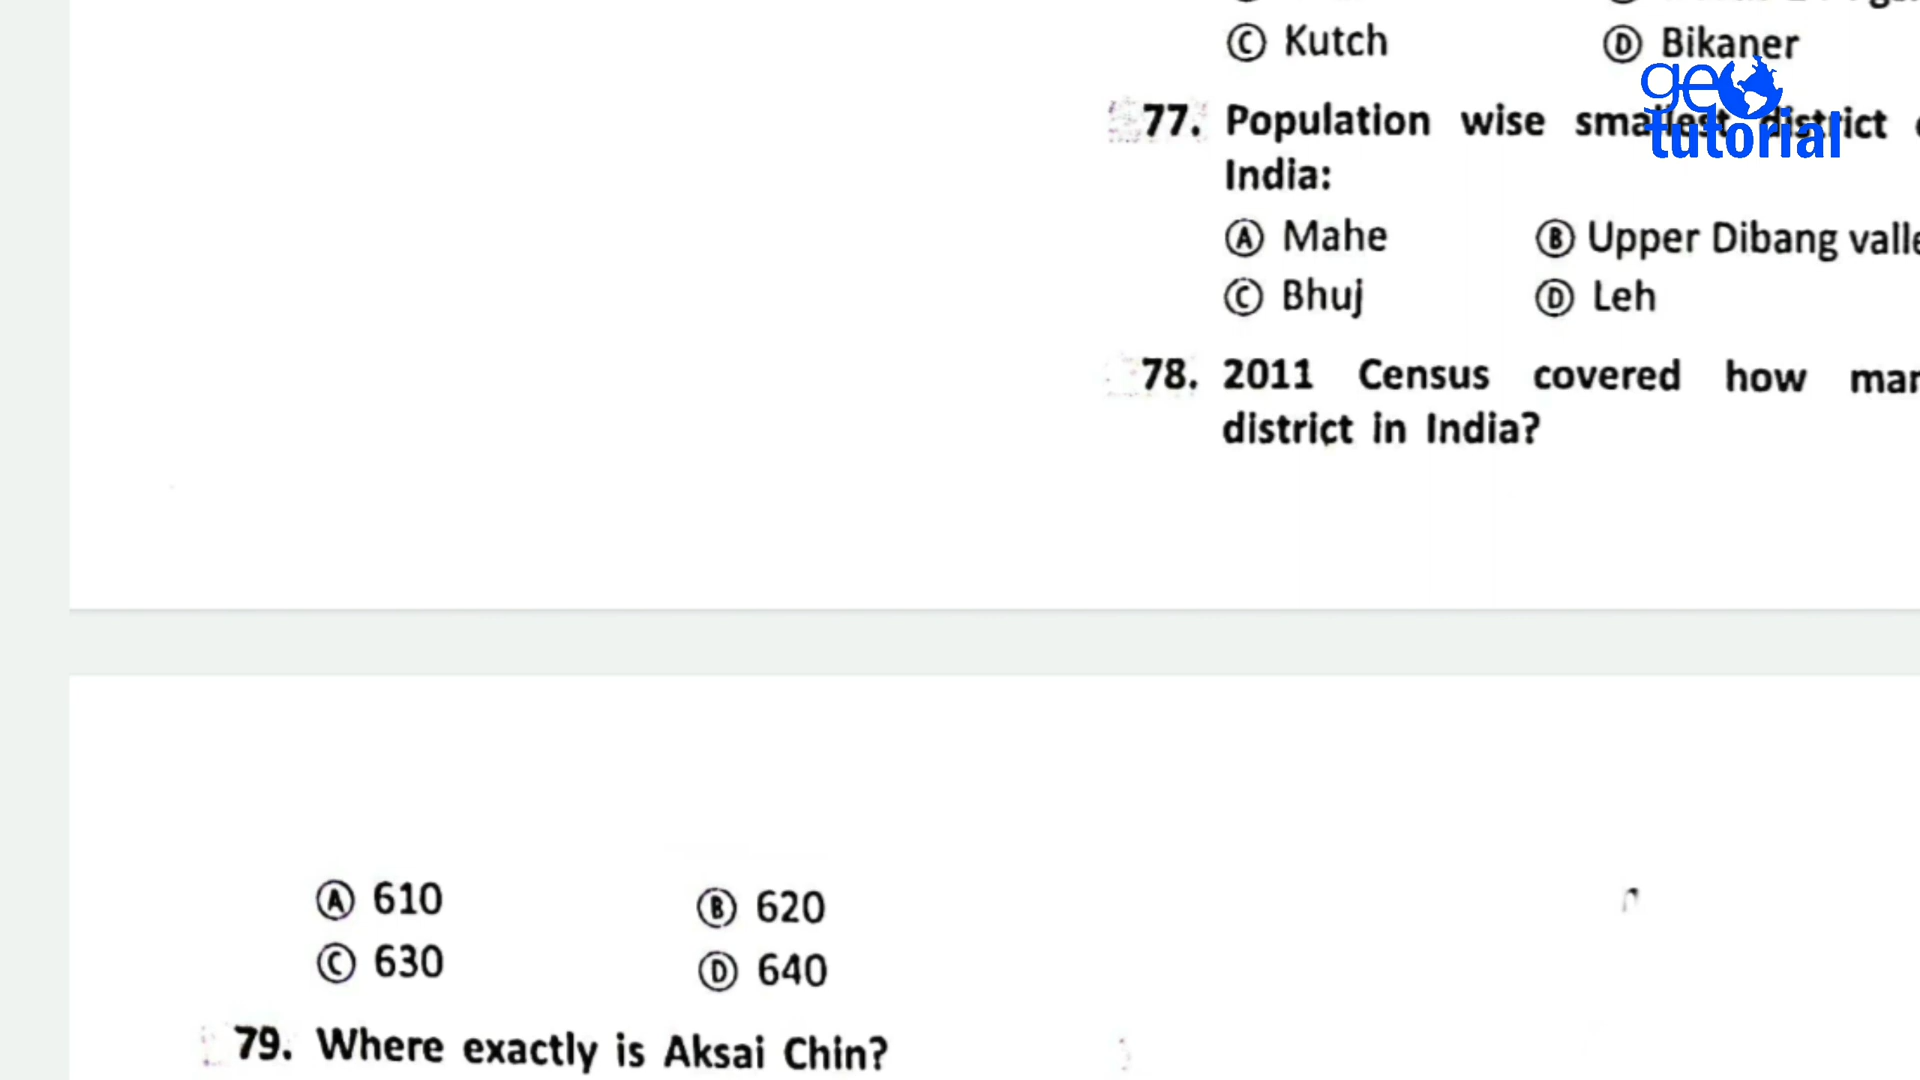 Ⓒ Kutch Ⓓ Bikaner
geo
tutorial
77. Population wise smallest district
India:
Ⓐ Mahe Ⓑ Upper Dibang valle
Ⓒ Bhuj Ⓓ Leh
78. 2011 Census covered how mar
district in India?
Ⓐ 610 Ⓑ 620
Ⓒ 630 Ⓓ 640
79. Where exactly is Aksai Chin?